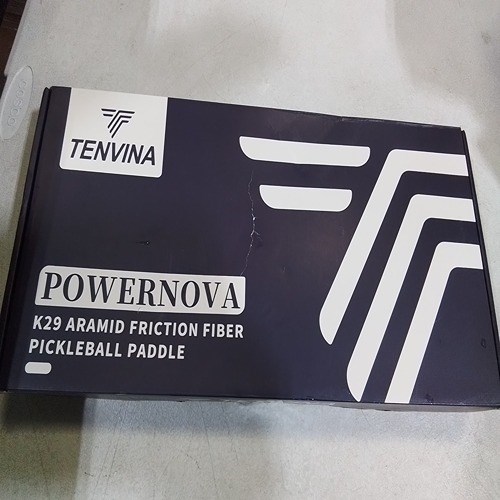 TENVINA
POWERNOVA
K29 ARAMID FRICTION FIBER
PICKLEBALL PADDLE